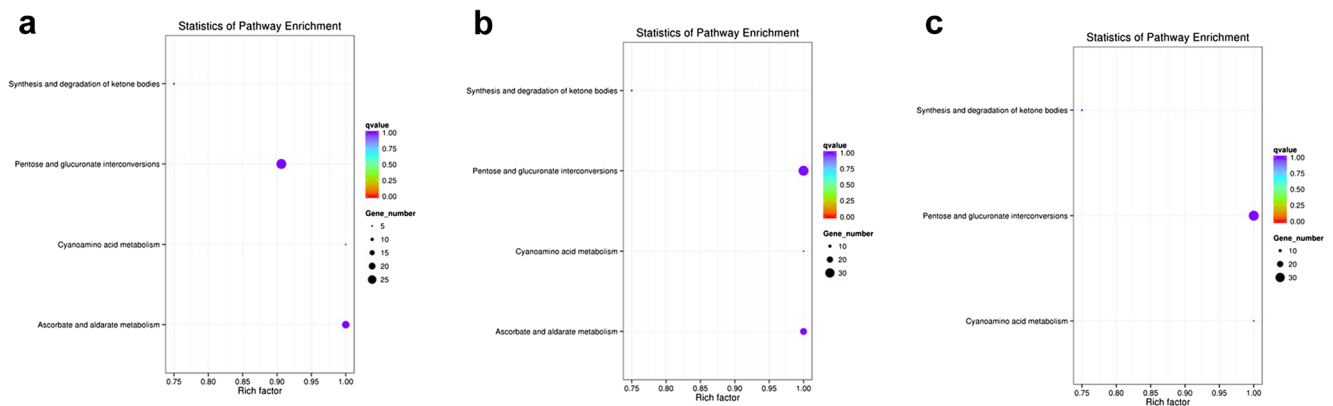 a
Statistics of Pathway Enrichment
Synthesis and degradation of ketone bodies
Pentose and glucuronate interconversions
Cyanoamino acid metabolism
Ascorbate and aldarate metabolism
0.75 0.80 0.85 0.90 0.95 1.00
Rich factor
qvalue
1.00
0.75
0.50
0.25
0.00
Gene_number
5
10
15
20
25
b
Statistics of Pathway Enrichment
Synthesis and degradation of ketone bodies
Pentose and glucuronate interconversions
Cyanoamino acid metabolism
Ascorbate and aldarate metabolism
0.75 0.80 0.85 0.90 0.95 1.00
Rich factor
qvalue
1.00
0.75
0.50
0.25
0.00
Gene_number
10
20
30
c
Statistics of Pathway Enrichment
Synthesis and degradation of ketone bodies
Pentose and glucuronate interconversions
Cyanoamino acid metabolism
0.75 0.80 0.85 0.90 0.95 1.00
Rich factor
qvalue
1.00
0.75
0.50
0.25
0.00
Gene_number
10
20
30